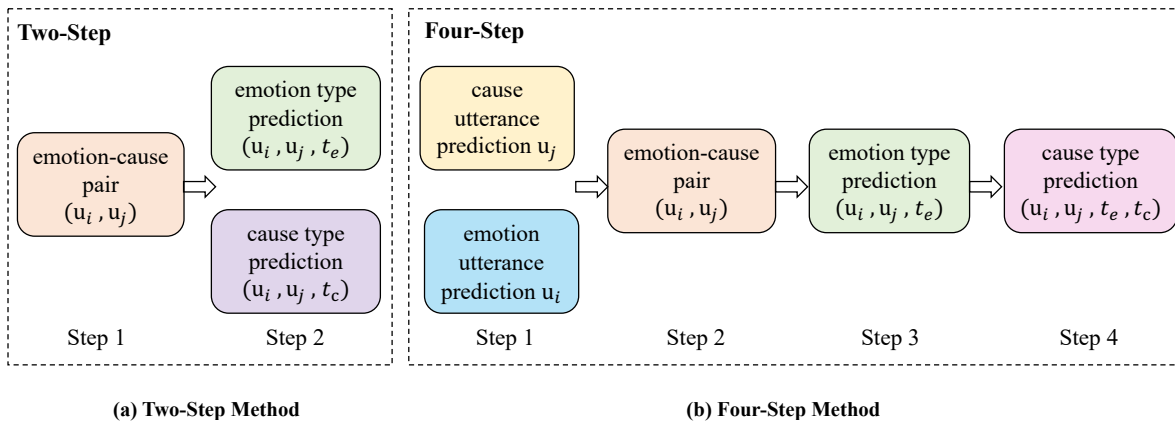 Two-Step
emotion-cause
pair
(u_i , u_j)
emotion type
prediction
(u_i , u_j , t_e)
cause type
prediction
(u_i , u_j , t_c)
Step 1
Step 2
(a) Two-Step Method
Four-Step
cause
utterance
prediction u_j
emotion
utterance
prediction u_i
emotion-cause
pair
(u_i , u_j)
emotion type
prediction
(u_i , u_j , t_e)
cause type
prediction
(u_i , u_j , t_e , t_c)
Step 1
Step 2
Step 3
Step 4
(b) Four-Step Method